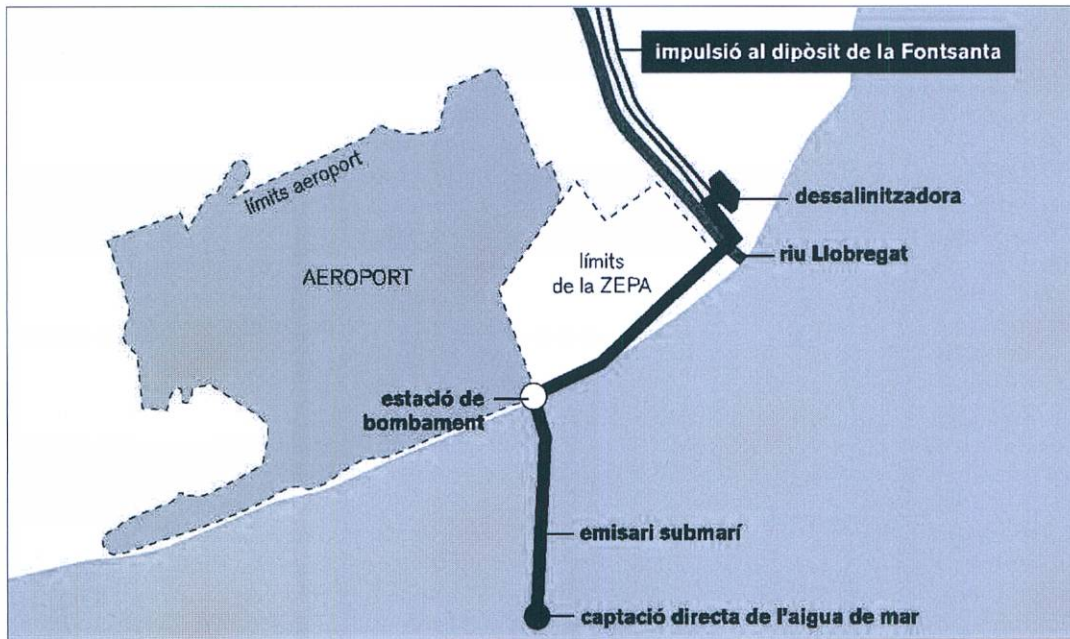 impulsió al dipòsit de la Fontsanta
límits aeroport
dessalinitzadora
AEROPORT
límits
de la ZEPA
riu Llobregat
estació de
bombament
emisari submarí
captació directa de l'aigua de mar